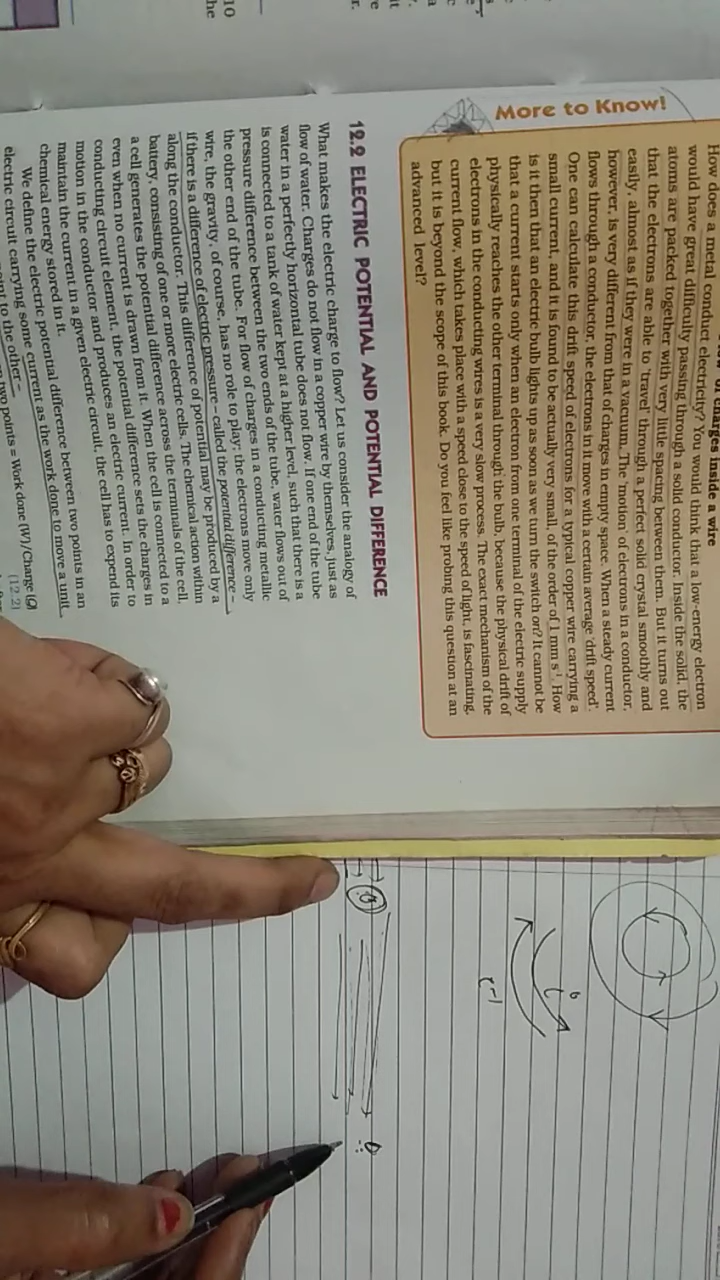 More to Know!
of charges inside a wire
How does a metal conduct electricity? You would think that a low-energy electron
would have great difficulty passing through a solid conductor. Inside the solid, the
atoms are packed together with very little spacing between them. But it turns out
that the electrons are able to 'travel' through a perfect solid crystal smoothly and
easily, almost as if they were in a vacuum. The 'motion' of electrons in a conductor,
however, is very different from that of charges in empty space. When a steady current
flows through a conductor, the electrons in it move with a certain average 'drift speed'.
One can calculate this drift speed of electrons for a typical copper wire carrying a
small current, and it is found to be actually very small, of the order of 1 mm s⁻¹. How
is it then that an electric bulb lights up as soon as we turn the switch on? It cannot be
that a current starts only when an electron from one terminal of the electric supply
physically reaches the other terminal through the bulb, because the physical drift of
electrons in the conducting wires is a very slow process. The exact mechanism of the
current flow, which takes place with a speed close to the speed of light, is fascinating,
but it is beyond the scope of this book. Do you feel like probing this question at an
advanced level?
12.2 ELECTRIC POTENTIAL AND POTENTIAL DIFFERENCE
What makes the electric charge to flow? Let us consider the analogy of
flow of water. Charges do not flow in a copper wire by themselves, just as
water in a perfectly horizontal tube does not flow. If one end of the tube
is connected to a tank of water kept at a higher level, such that there is a
pressure difference between the two ends of the tube, water flows out of
the other end of the tube. For flow of charges in a conducting metallic
wire, the gravity, of course, has no role to play; the electrons move only
if there is a difference of electric pressure – called the potential difference –
along the conductor. This difference of potential may be produced by a
battery, consisting of one or more electric cells. The chemical action within
a cell generates the potential difference across the terminals of the cell,
even when no current is drawn from it. When the cell is connected to a
conducting circuit element, the potential difference sets the charges in
motion in the conductor and produces an electric current. In order to
maintain the current in a given electric circuit, the cell has to expend its
chemical energy stored in it.
We define the electric potential difference between two points in an
electric circuit carrying some current as the work done to move a unit
point to the other –
two points = Work done (W)/Charge (Q)
(12.2)
10
he